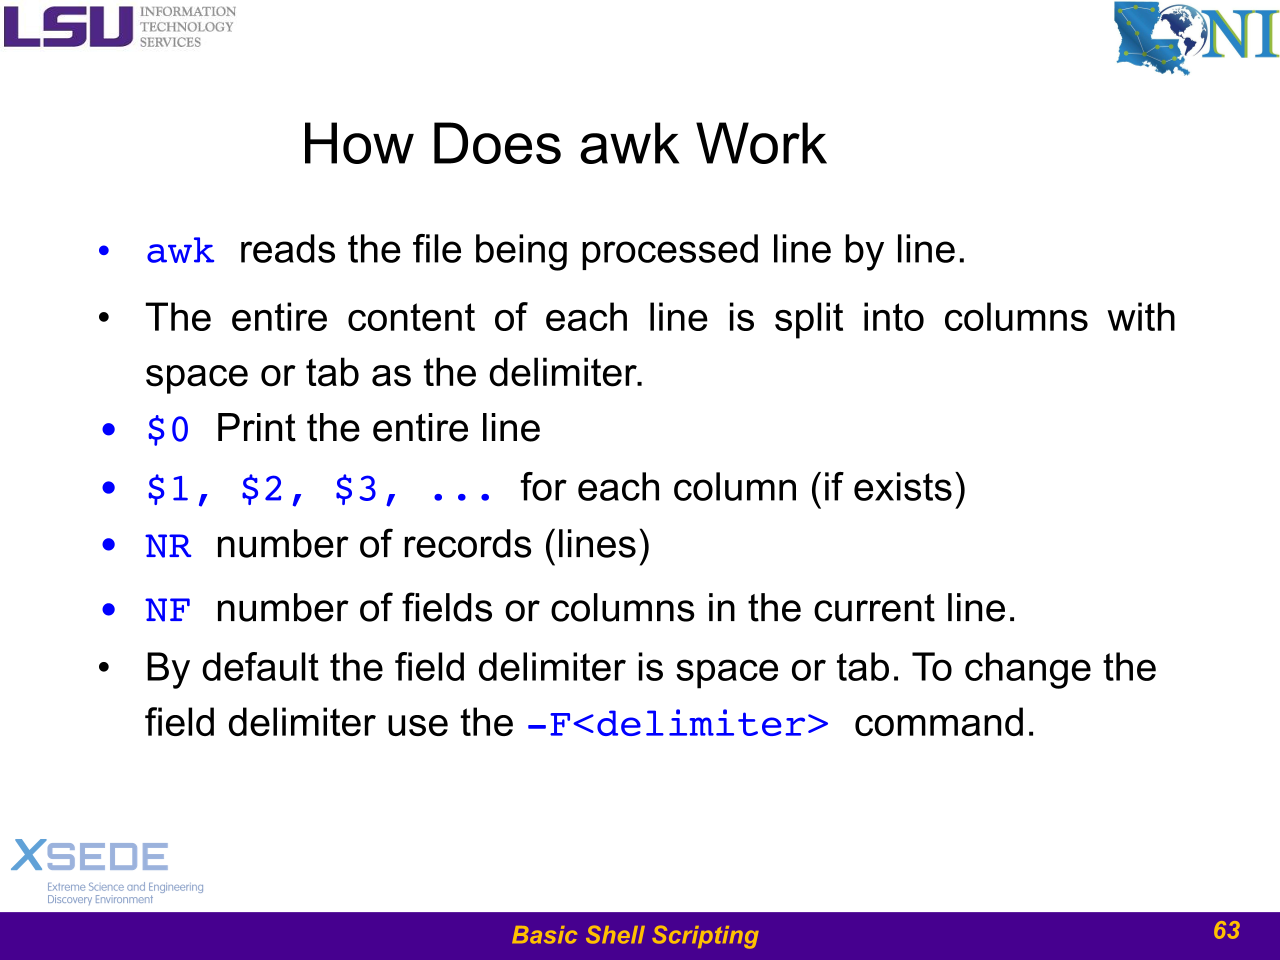 LSU INFORMATION
TECHNOLOGY
SERVICES
LONI
How Does awk Work
• awk reads the file being processed line by line.
• The entire content of each line is split into columns with
space or tab as the delimiter.
• $0 Print the entire line
• $1, $2, $3, ... for each column (if exists)
• NR number of records (lines)
• NF number of fields or columns in the current line.
• By default the field delimiter is space or tab. To change the
field delimiter use the –F<delimiter> command.
XSEDE
Extreme Science and Engineering
Discovery Environment
Basic Shell Scripting
63